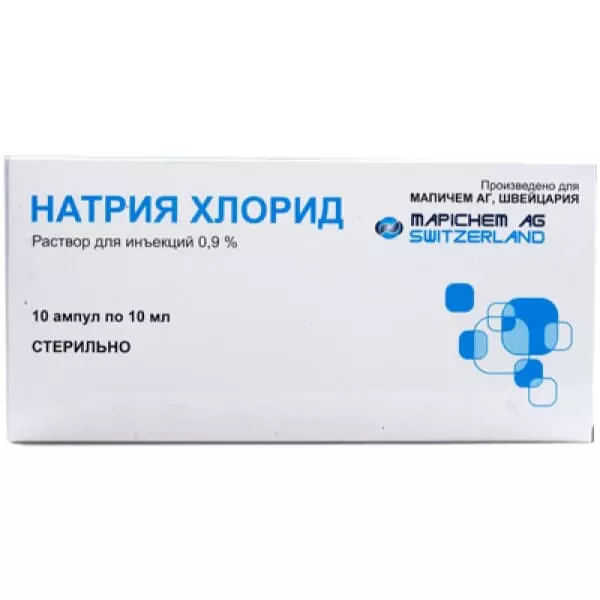 НАТРИЯ ХЛОРИД
Раствор для инъекций 0,9 %
10 ампул по 10 мл
СТЕРИЛЬНО
Произведено для
МАПИЧЕМ АГ, ШВЕЙЦАРИЯ
MAPICHEM AG
SWITZERLAND